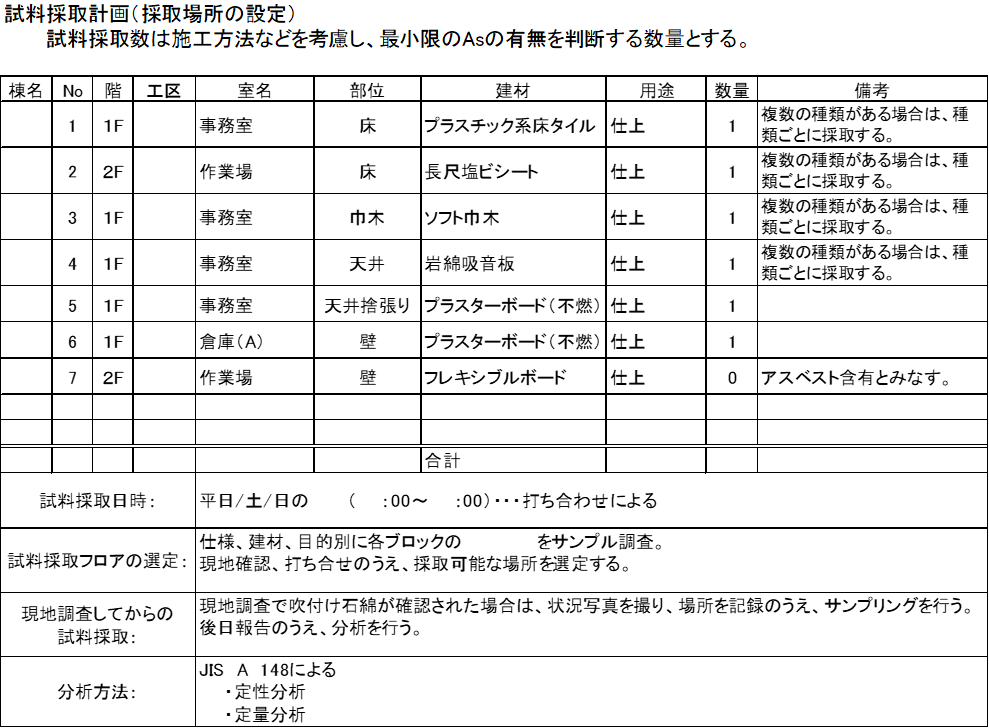 試料採取計画（採取場所の設定）
試料採取数は施工方法などを考慮し、最小限のAsの有無を判断する数量とする。
棟名 No 階 工区 室名 部位 建材 用途 数量 備考
1 1F 事務室 床 プラスチック系床タイル 仕上 1 複数の種類がある場合は、種
類ごとに採取する。
2 2F 作業場 床 長尺塩ビシート 仕上 1 複数の種類がある場合は、種
類ごとに採取する。
3 1F 事務室 巾木 ソフト巾木 仕上 1 複数の種類がある場合は、種
類ごとに採取する。
4 1F 事務室 天井 岩綿吸音板 仕上 1 複数の種類がある場合は、種
類ごとに採取する。
5 1F 事務室 天井捨張り プラスターボード（不燃） 仕上 1
6 1F 倉庫（A） 壁 プラスターボード（不燃） 仕上 1
7 2F 作業場 壁 フレキシブルボード 仕上 0 アスベスト含有とみなす。
合計
試料採取日時： 平日/土/日の （ ：00～ ：00）・・・打ち合わせによる
試料採取フロアの選定： 仕様、建材、目的別に各ブロックの をサンプル調査。
現地確認、打ち合せのうえ、採取可能な場所を選定する。
現地調査してからの
試料採取： 現地調査で吹付け石綿が確認された場合は、状況写真を撮り、場所を記録のうえ、サンプリングを行う。
後日報告のうえ、分析を行う。
分析方法： JIS A 148による
・定性分析
・定量分析